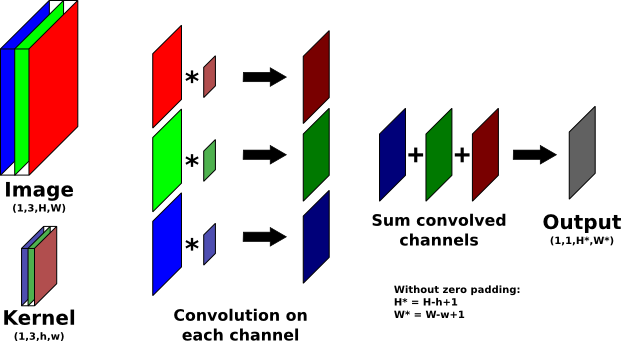 Image
(1,3,H,W)
Kernel
(1,3,h,w)
*
*
*
Convolution on
each channel
+ +
Sum convolved
channels
Output
(1,1,H*,W*)
Without zero padding:
H* = H-h+1
W* = W-w+1